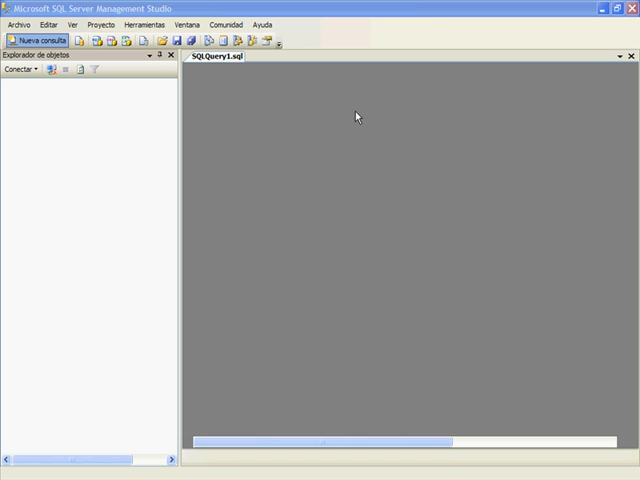 Microsoft SQL Server Management Studio
Archivo Editar Ver Proyecto Herramientas Ventana Comunidad Ayuda
Nueva consulta
Explorador de objetos
SQLQuery1.sql
Conectar